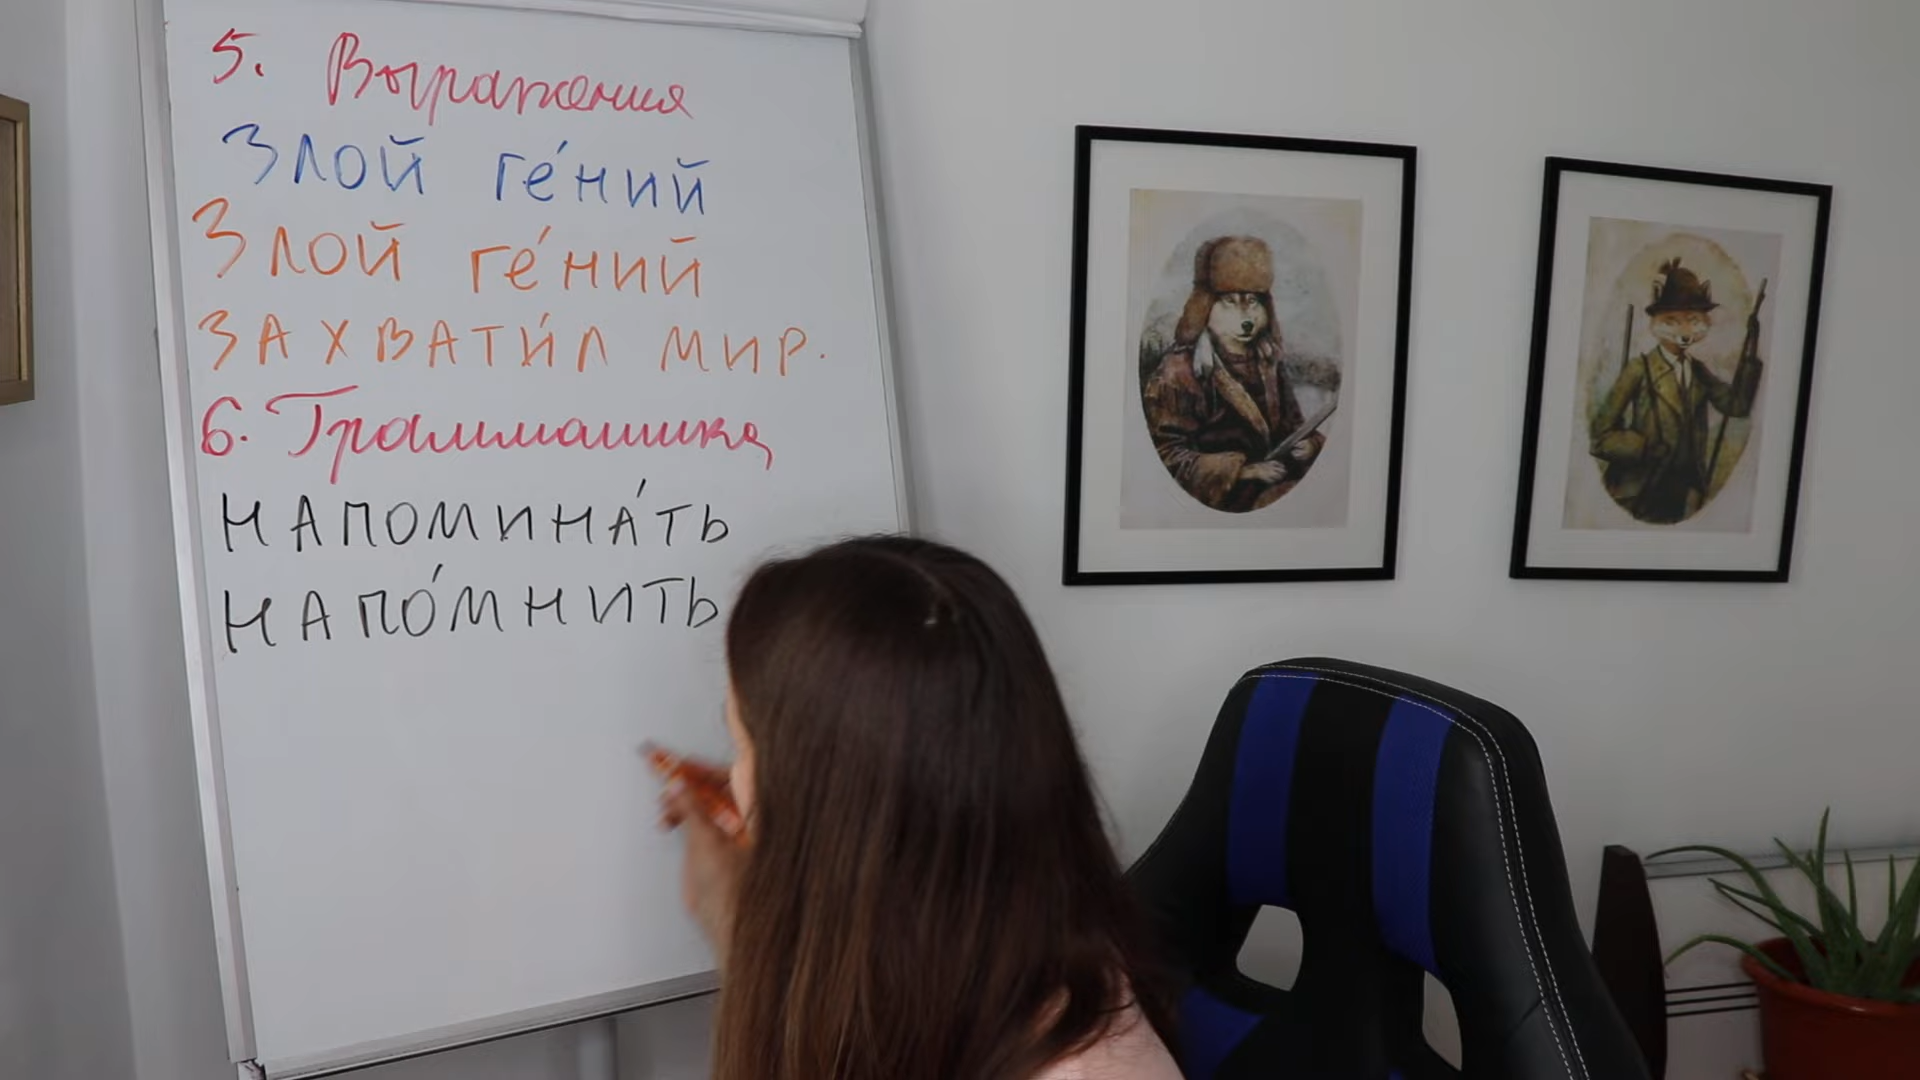 5. Выражения
Злой ге́ний
Злой ге́ний
ЗАХВАТИ́Л МИР.
6. Грамматика
НАПОМИНА́ТЬ
НАПО́МНИТЬ